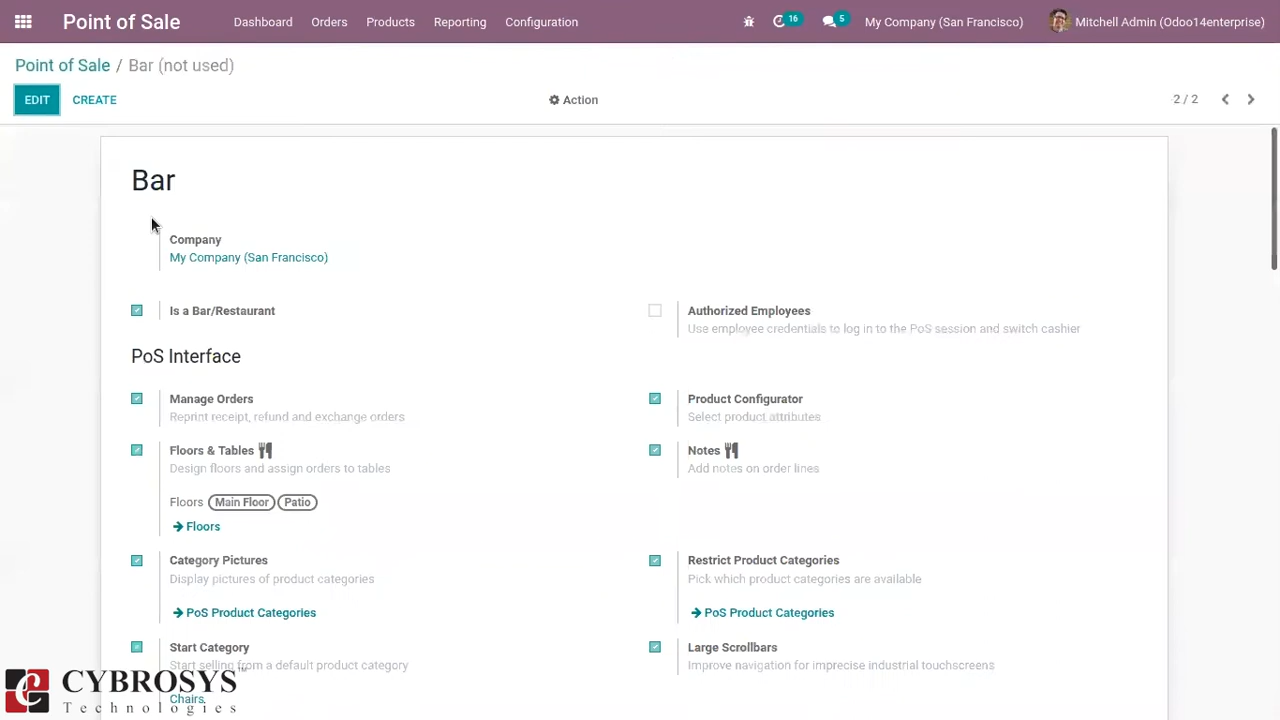 Point of Sale Dashboard Orders Products Reporting Configuration 16 5 My Company (San Francisco) Mitchell Admin (Odoo14enterprise)
Point of Sale / Bar (not used)
EDIT CREATE Action 2 / 2
Bar
Company
My Company (San Francisco)
Is a Bar/Restaurant
Authorized Employees
Use employee credentials to log in to the PoS session and switch cashier
PoS Interface
Manage Orders
Reprint receipt, refund and exchange orders
Product Configurator
Select product attributes
Floors & Tables
Design floors and assign orders to tables
Floors Main Floor Patio
Floors
Notes
Add notes on order lines
Category Pictures
Display pictures of product categories
PoS Product Categories
Restrict Product Categories
Pick which product categories are available
PoS Product Categories
Start Category
Start selling from a default product category
Chairs
Large Scrollbars
Improve navigation for imprecise industrial touchscreens
CYBROSYS™
Technologies